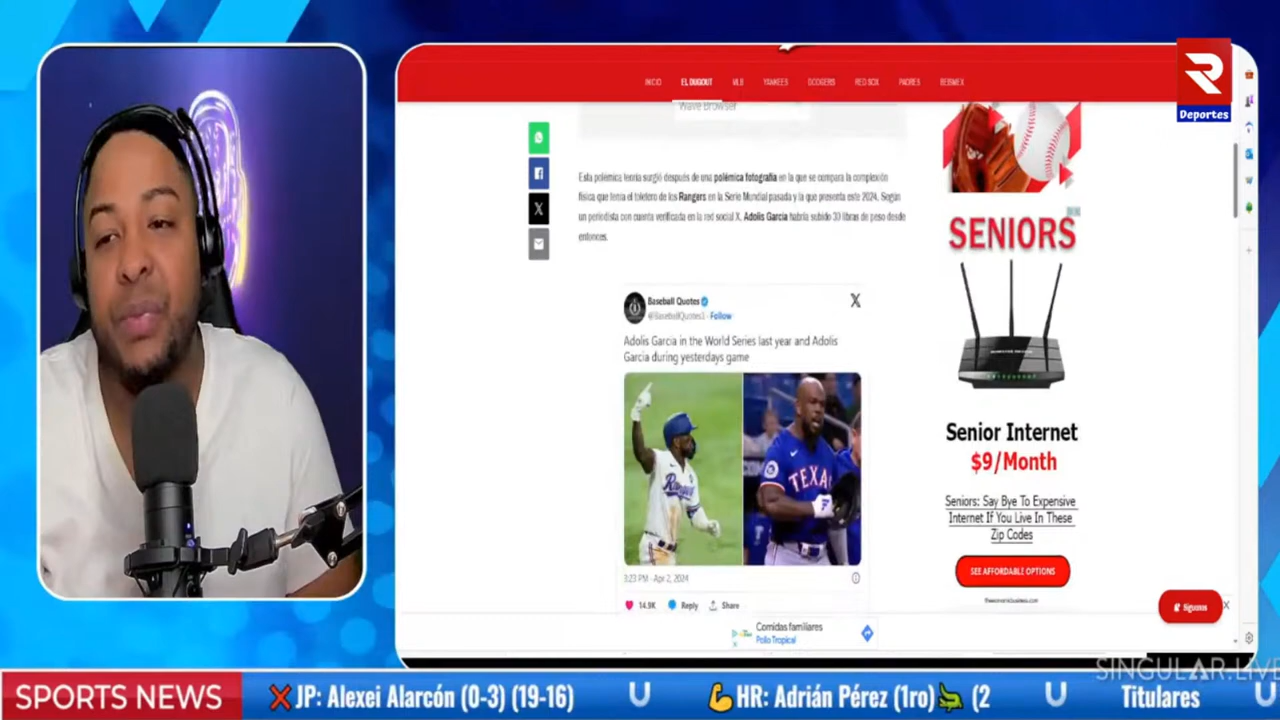 INICIO EL DUGOUT MLB YANKEES DODGERS RED SOX PADRES BEISMEX
Deportes
Wave Browser
Esta polémica teoría surgió después de una polémica fotografía en la que se compara la complexión
física que tenía el toletero de los Rangers en la Serie Mundial pasada y la que presenta este 2024. Según
un periodista con cuenta verificada en la red social X, Adolis García habría subido 30 libras de peso desde
entonces.
Baseball Quotes
@BaseballQuotes1 · Follow
Adolis Garcia in the World Series last year and Adolis
Garcia during yesterdays game
Rangers
TEXA
3:23 PM · Apr 2, 2024
14.9K Reply Share
SENIORS
Senior Internet
$9/Month
Seniors: Say Bye To Expensive
Internet If You Live In These
Zip Codes
SEE AFFORDABLE OPTIONS
Síguenos
Comidas familiares
Pollo Tropical
SINGULAR.LIVE
SPORTS NEWS
JP: Alexei Alarcón (0-3) (19-16)
HR: Adrián Pérez (1ro) (2
Titulares